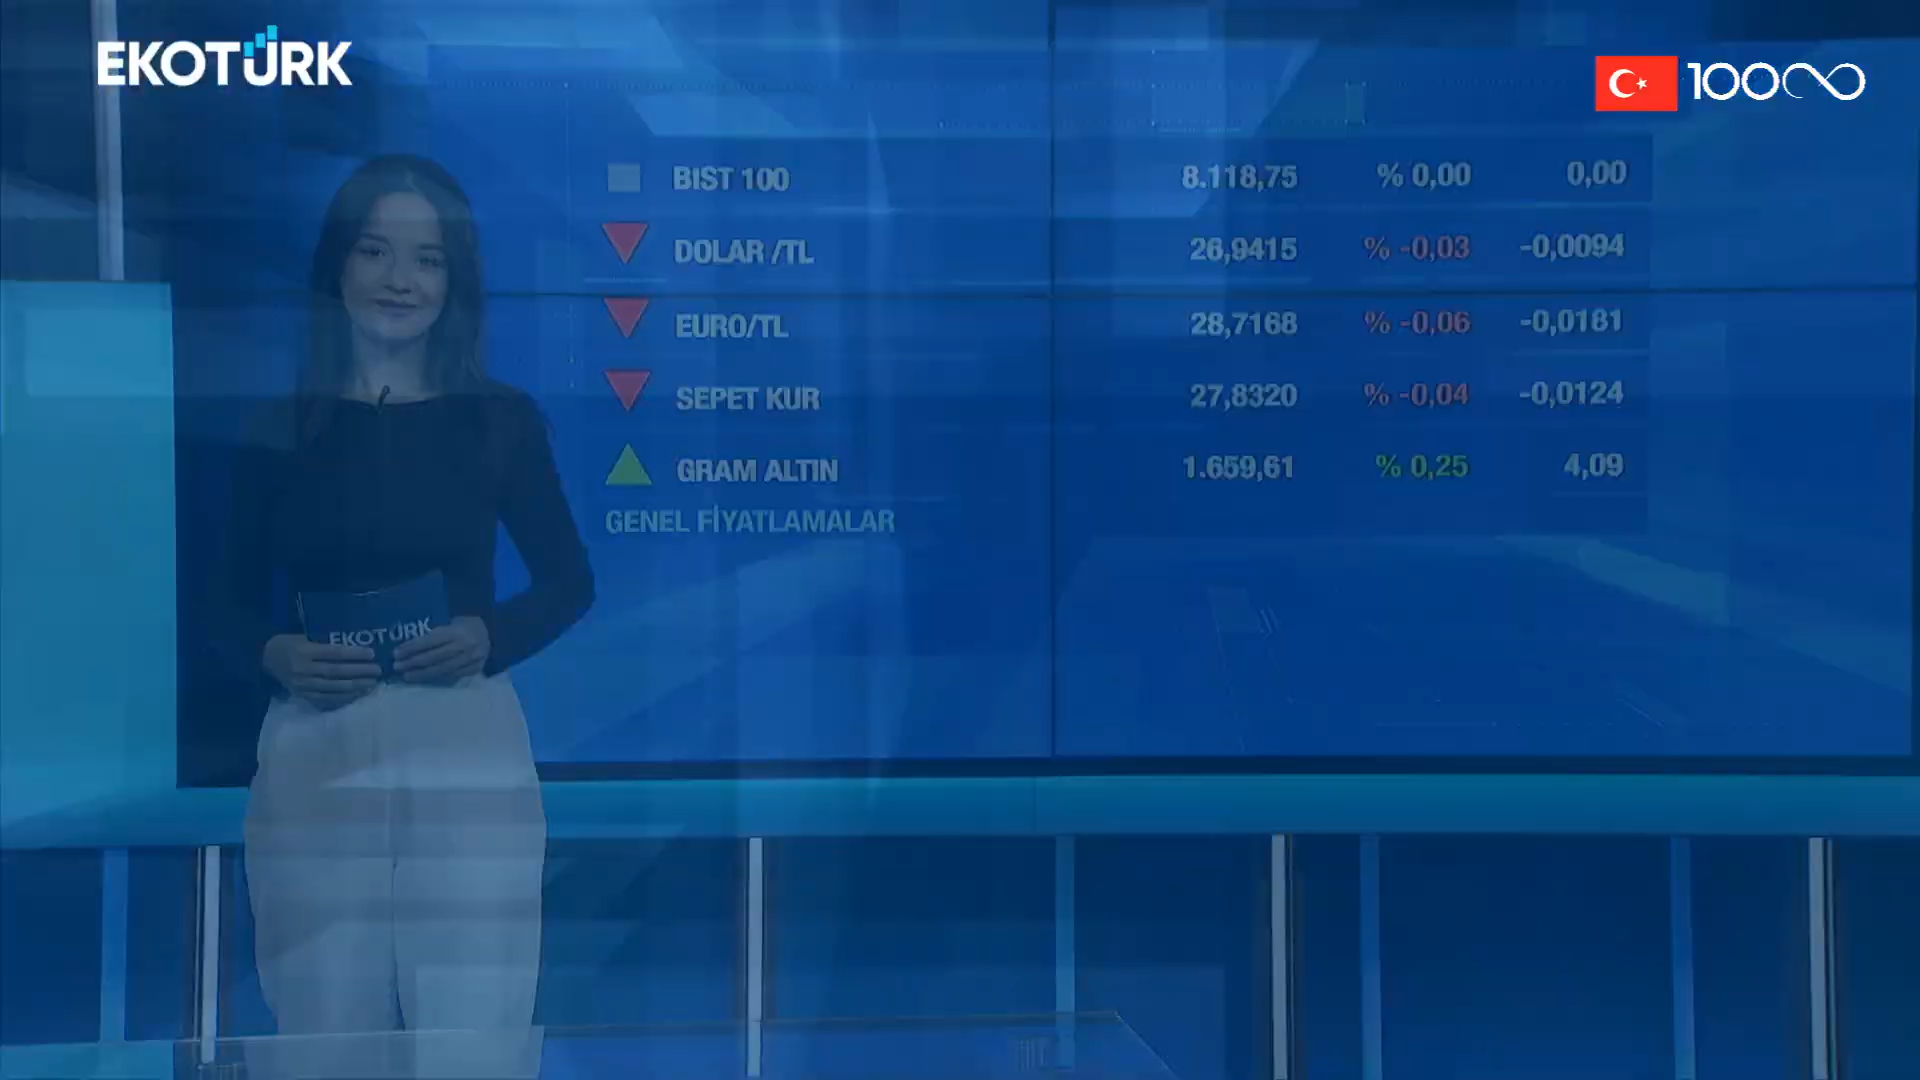 EKOTÜRK
100
BIST 100 8.118,75 % 0,00 0,00
DOLAR /TL 26,9415 % -0,03 -0,0094
EURO/TL 28,7168 % -0,06 -0,0181
SEPET KUR 27,8320 % -0,04 -0,0124
GRAM ALTIN 1.659,61 % 0,25 4,09
GENEL FİYATLAMALAR
EKOTÜRK